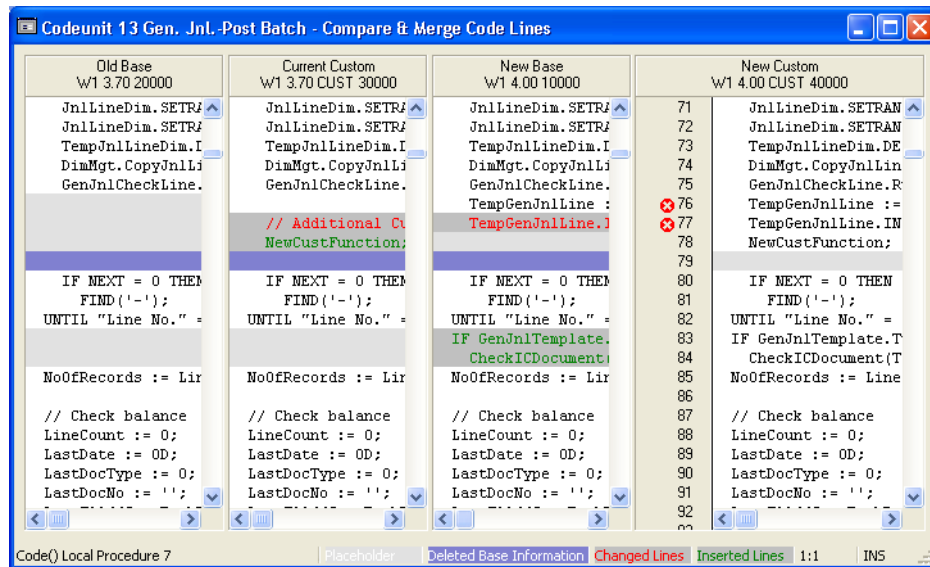 Codeunit 13 Gen. Jnl.-Post Batch - Compare & Merge Code Lines
Old Base
W1 3.70 20000
Current Custom
W1 3.70 CUST 30000
New Base
W1 4.00 10000
New Custom
W1 4.00 CUST 40000
JnlLineDim.SETRA JnlLineDim.SETRA JnlLineDim.SETRA 71 JnlLineDim.SETRAN
JnlLineDim.SETRA JnlLineDim.SETRA JnlLineDim.SETRA 72 JnlLineDim.SETRAN
TempJnlLineDim.D TempJnlLineDim.D TempJnlLineDim.D 73 TempJnlLineDim.DE
DimMgt.CopyJnlLi DimMgt.CopyJnlLi DimMgt.CopyJnlLi 74 DimMgt.CopyJnlLin
GenJnlCheckLine. GenJnlCheckLine. GenJnlCheckLine. 75 GenJnlCheckLine.R
TempGenJnlLine : 76 TempGenJnlLine :=
// Additional Cu TempGenJnlLine.I 77 TempGenJnlLine.IN
NewCustFunction; 78 NewCustFunction;
79
IF NEXT = 0 THEN IF NEXT = 0 THEN IF NEXT = 0 THEN 80 IF NEXT = 0 THEN
FIND('-'); FIND('-'); FIND('-'); 81 FIND('-');
UNTIL "Line No." = UNTIL "Line No." = UNTIL "Line No." = 82 UNTIL "Line No." =
IF GenJnlTemplate. 83 IF GenJnlTemplate.T
CheckICDocument( 84 CheckICDocument(T
NoOfRecords := Lin NoOfRecords := Lin NoOfRecords := Lin 85 NoOfRecords := Line
86
// Check balance // Check balance // Check balance 87 // Check balance
LineCount := 0; LineCount := 0; LineCount := 0; 88 LineCount := 0;
LastDate := 0D; LastDate := 0D; LastDate := 0D; 89 LastDate := 0D;
LastDocType := 0; LastDocType := 0; LastDocType := 0; 90 LastDocType := 0;
LastDocNo := ''; LastDocNo := ''; LastDocNo := ''; 91 LastDocNo := '';
92
Code() Local Procedure 7 Placeholder Deleted Base Information Changed Lines Inserted Lines 1:1 INS